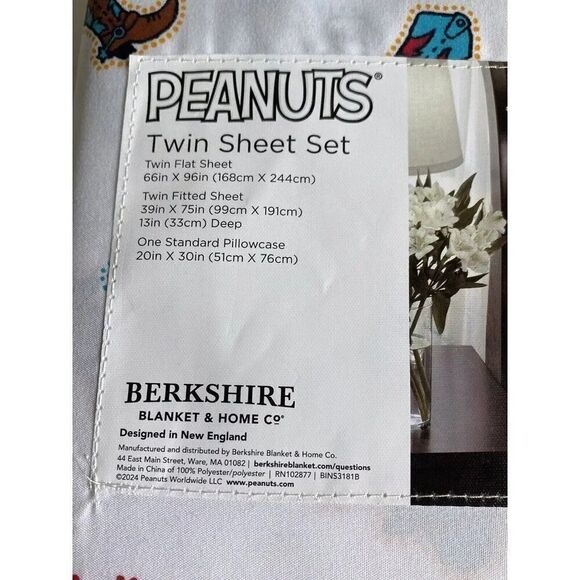 PEANUTS®
Twin Sheet Set
Twin Flat Sheet
66in X 96in (168cm X 244cm)
Twin Fitted Sheet
39in X 75in (99cm X 191cm)
13in (33cm) Deep
One Standard Pillowcase
20in X 30in (51cm X 76cm)
BERKSHIRE
BLANKET & HOME Cº®
Designed in New England
Manufactured and distributed by Berkshire Blanket & Home Co.
44 East Main Street, Ware, MA 01082 | berkshireblanket.com/questions
Made in China of 100% Polyester/polyester | RN102877 | BINS3181B
©2024 Peanuts Worldwide LLC www.peanuts.com